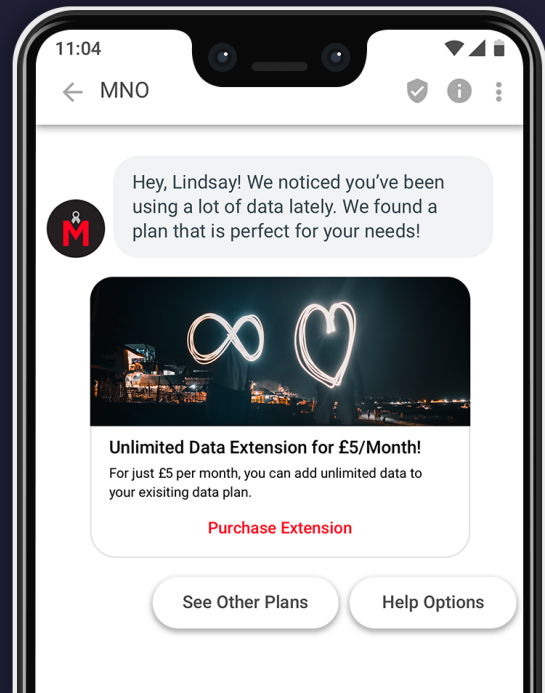 11:04
MNO
Hey, Lindsay! We noticed you’ve been
using a lot of data lately. We found a
plan that is perfect for your needs!
M
Unlimited Data Extension for £5/Month!
For just £5 per month, you can add unlimited data to
your exisiting data plan.
Purchase Extension
See Other Plans
Help Options